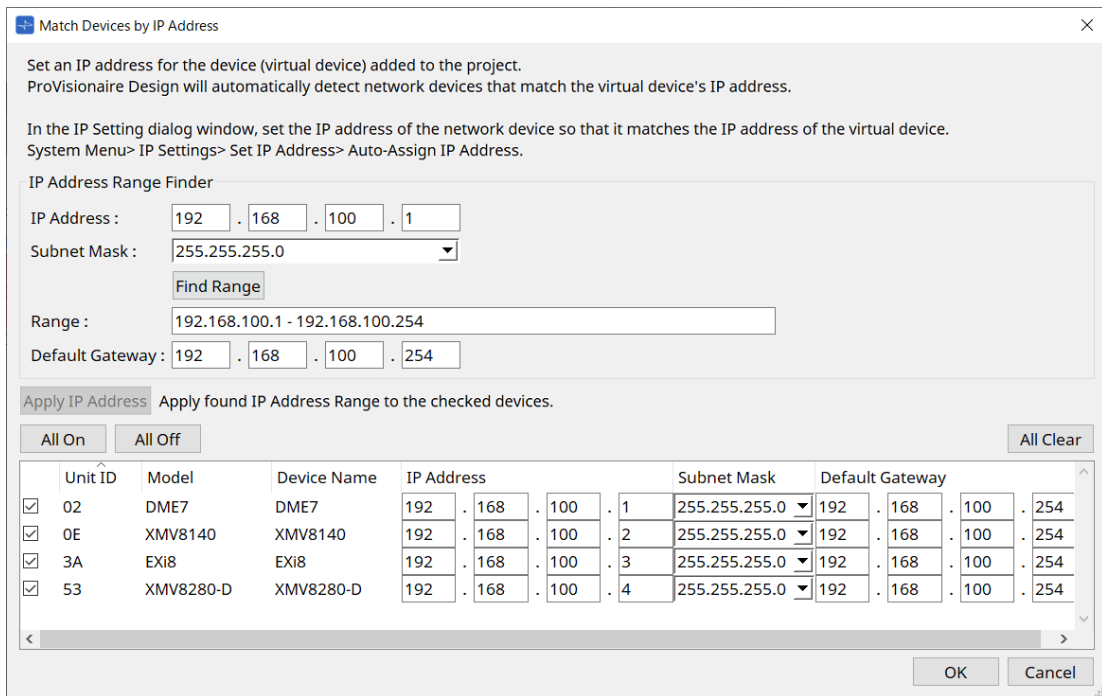 Match Devices by IP Address
Set an IP address for the device (virtual device) added to the project.
ProVisionaire Design will automatically detect network devices that match the virtual device's IP address.
In the IP Setting dialog window, set the IP address of the network device so that it matches the IP address of the virtual device.
System Menu> IP Settings> Set IP Address> Auto-Assign IP Address.
IP Address Range Finder
IP Address : 192 . 168 . 100 . 1
Subnet Mask : 255.255.255.0
Find Range
Range : 192.168.100.1 - 192.168.100.254
Default Gateway : 192 . 168 . 100 . 254
Apply IP Address Apply found IP Address Range to the checked devices.
All On All Off All Clear
Unit ID Model Device Name IP Address Subnet Mask Default Gateway
02 DME7 DME7 192 . 168 . 100 . 1 255.255.255.0 192 . 168 . 100 . 254
0E XMV8140 XMV8140 192 . 168 . 100 . 2 255.255.255.0 192 . 168 . 100 . 254
3A EXi8 EXi8 192 . 168 . 100 . 3 255.255.255.0 192 . 168 . 100 . 254
53 XMV8280-D XMV8280-D 192 . 168 . 100 . 4 255.255.255.0 192 . 168 . 100 . 254
OK Cancel